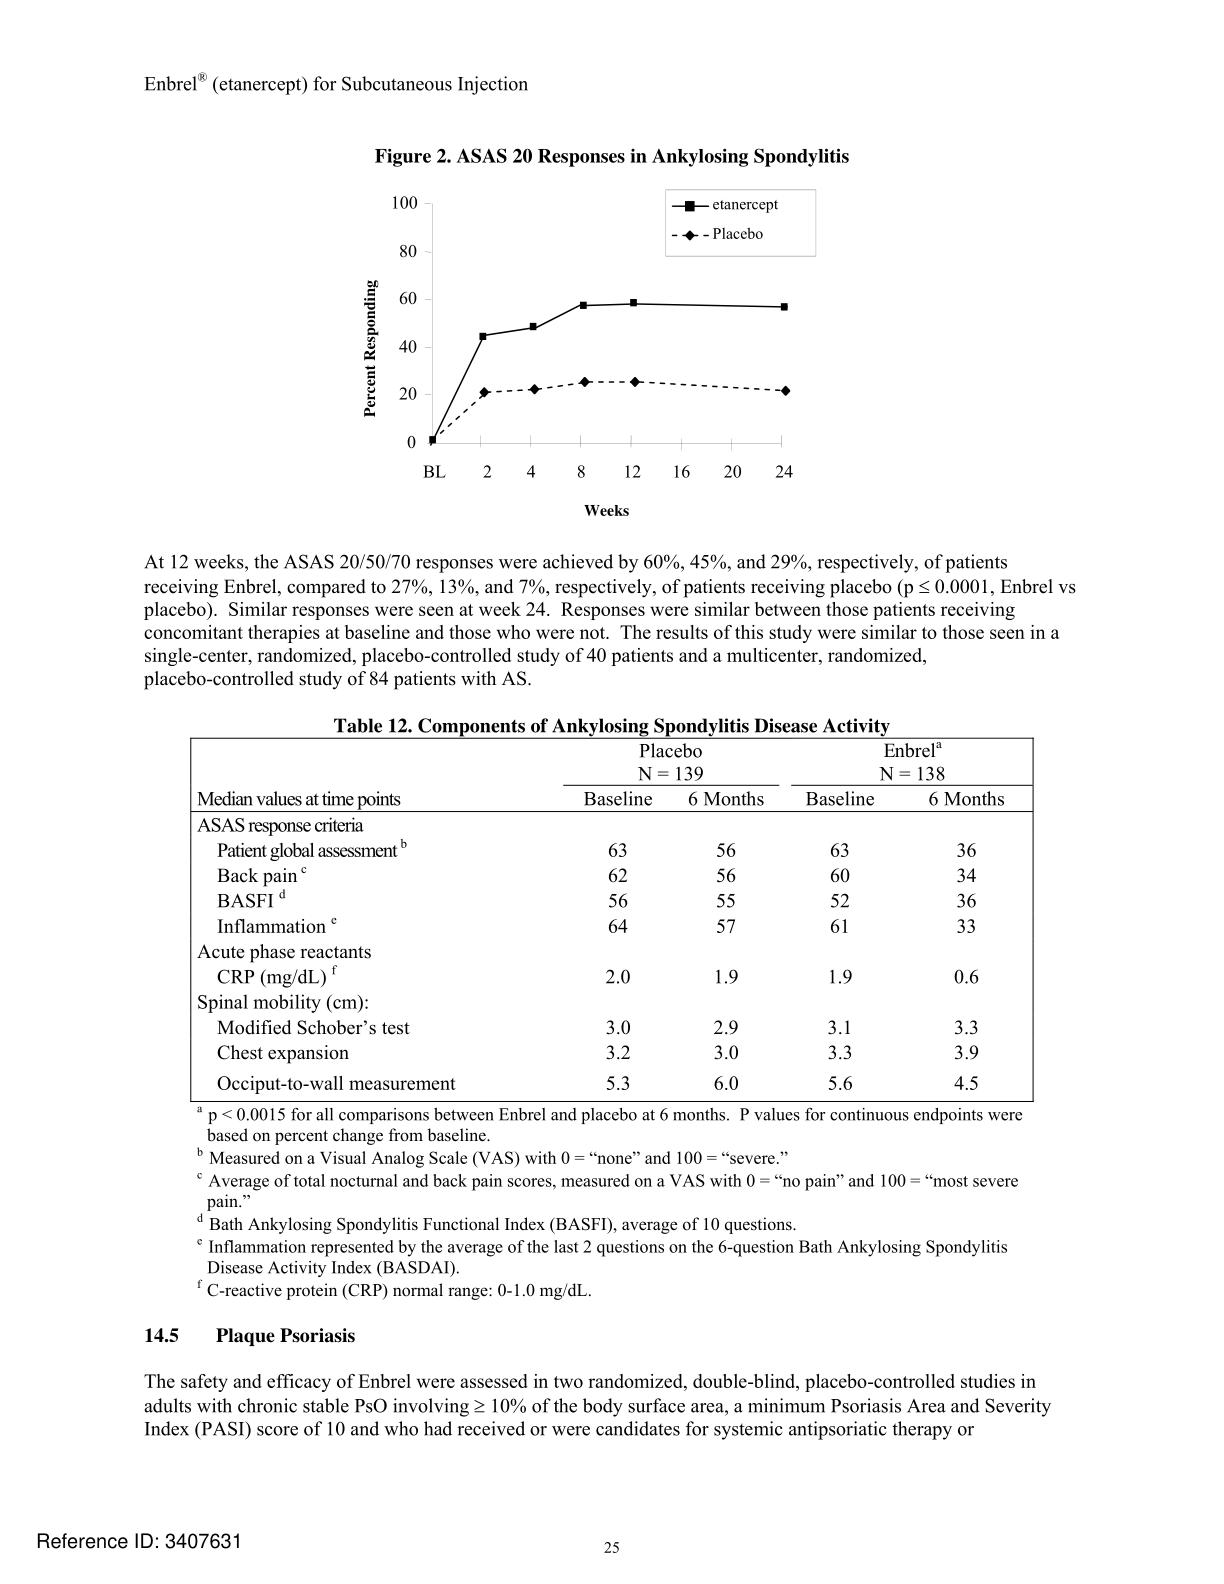 Enbrel® (etanercept) for Subcutaneous Injection
Figure 2. ASAS 20 Responses in Ankylosing Spondylitis
100
80
60
40
20
0
Percent Responding
etanercept
Placebo
BL 2 4 8 12 16 20 24
Weeks
At 12 weeks, the ASAS 20/50/70 responses were achieved by 60%, 45%, and 29%, respectively, of patients
receiving Enbrel, compared to 27%, 13%, and 7%, respectively, of patients receiving placebo (p ≤ 0.0001, Enbrel vs
placebo). Similar responses were seen at week 24. Responses were similar between those patients receiving
concomitant therapies at baseline and those who were not. The results of this study were similar to those seen in a
single-center, randomized, placebo-controlled study of 40 patients and a multicenter, randomized,
placebo-controlled study of 84 patients with AS.
Table 12. Components of Ankylosing Spondylitis Disease Activity
Placebo Enbrelᵃ
N = 139 N = 138
Median values at time points Baseline 6 Months Baseline 6 Months
ASAS response criteria
Patient global assessment ᵇ 63 56 63 36
Back pain ᶜ 62 56 60 34
BASFI ᵈ 56 55 52 36
Inflammation ᵉ 64 57 61 33
Acute phase reactants
CRP (mg/dL) ᶠ 2.0 1.9 1.9 0.6
Spinal mobility (cm):
Modified Schober’s test 3.0 2.9 3.1 3.3
Chest expansion 3.2 3.0 3.3 3.9
Occiput-to-wall measurement 5.3 6.0 5.6 4.5
ᵃ p < 0.0015 for all comparisons between Enbrel and placebo at 6 months. P values for continuous endpoints were
based on percent change from baseline.
ᵇ Measured on a Visual Analog Scale (VAS) with 0 = “none” and 100 = “severe.”
ᶜ Average of total nocturnal and back pain scores, measured on a VAS with 0 = “no pain” and 100 = “most severe
pain.”
ᵈ Bath Ankylosing Spondylitis Functional Index (BASFI), average of 10 questions.
ᵉ Inflammation represented by the average of the last 2 questions on the 6-question Bath Ankylosing Spondylitis
Disease Activity Index (BASDAI).
ᶠ C-reactive protein (CRP) normal range: 0-1.0 mg/dL.
14.5 Plaque Psoriasis
The safety and efficacy of Enbrel were assessed in two randomized, double-blind, placebo-controlled studies in
adults with chronic stable PsO involving ≥ 10% of the body surface area, a minimum Psoriasis Area and Severity
Index (PASI) score of 10 and who had received or were candidates for systemic antipsoriatic therapy or
Reference ID: 3407631
25